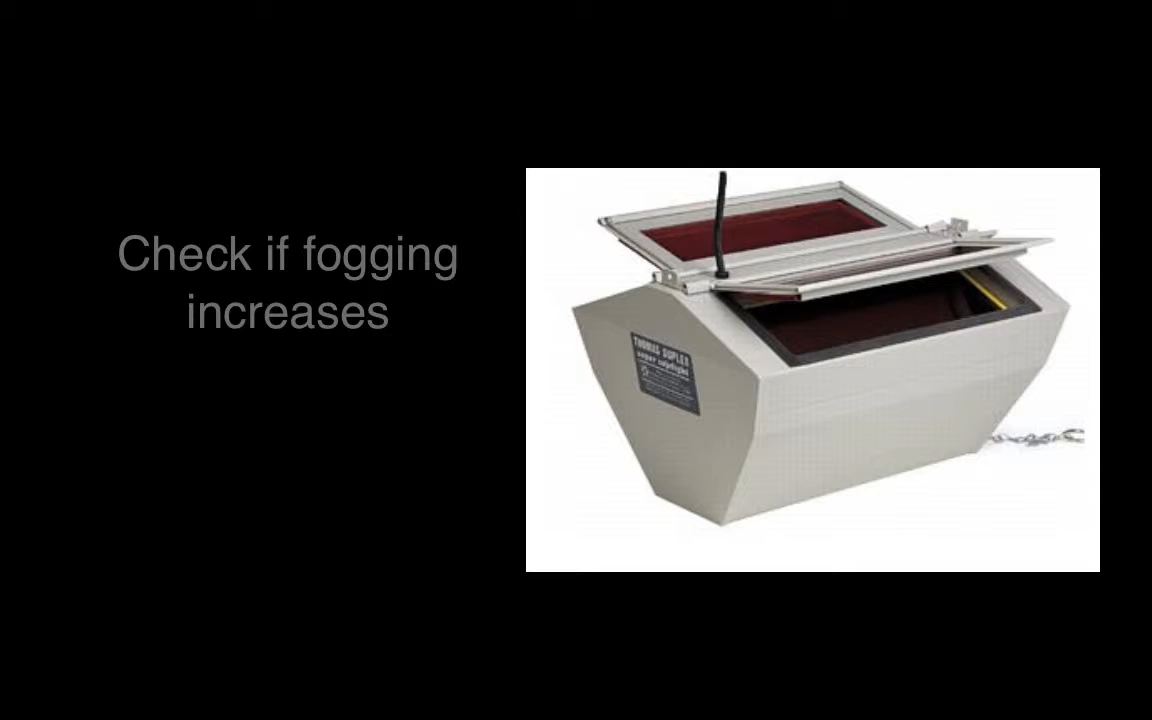 Check if fogging
increases
THOMAS DUPLEX
super safelight